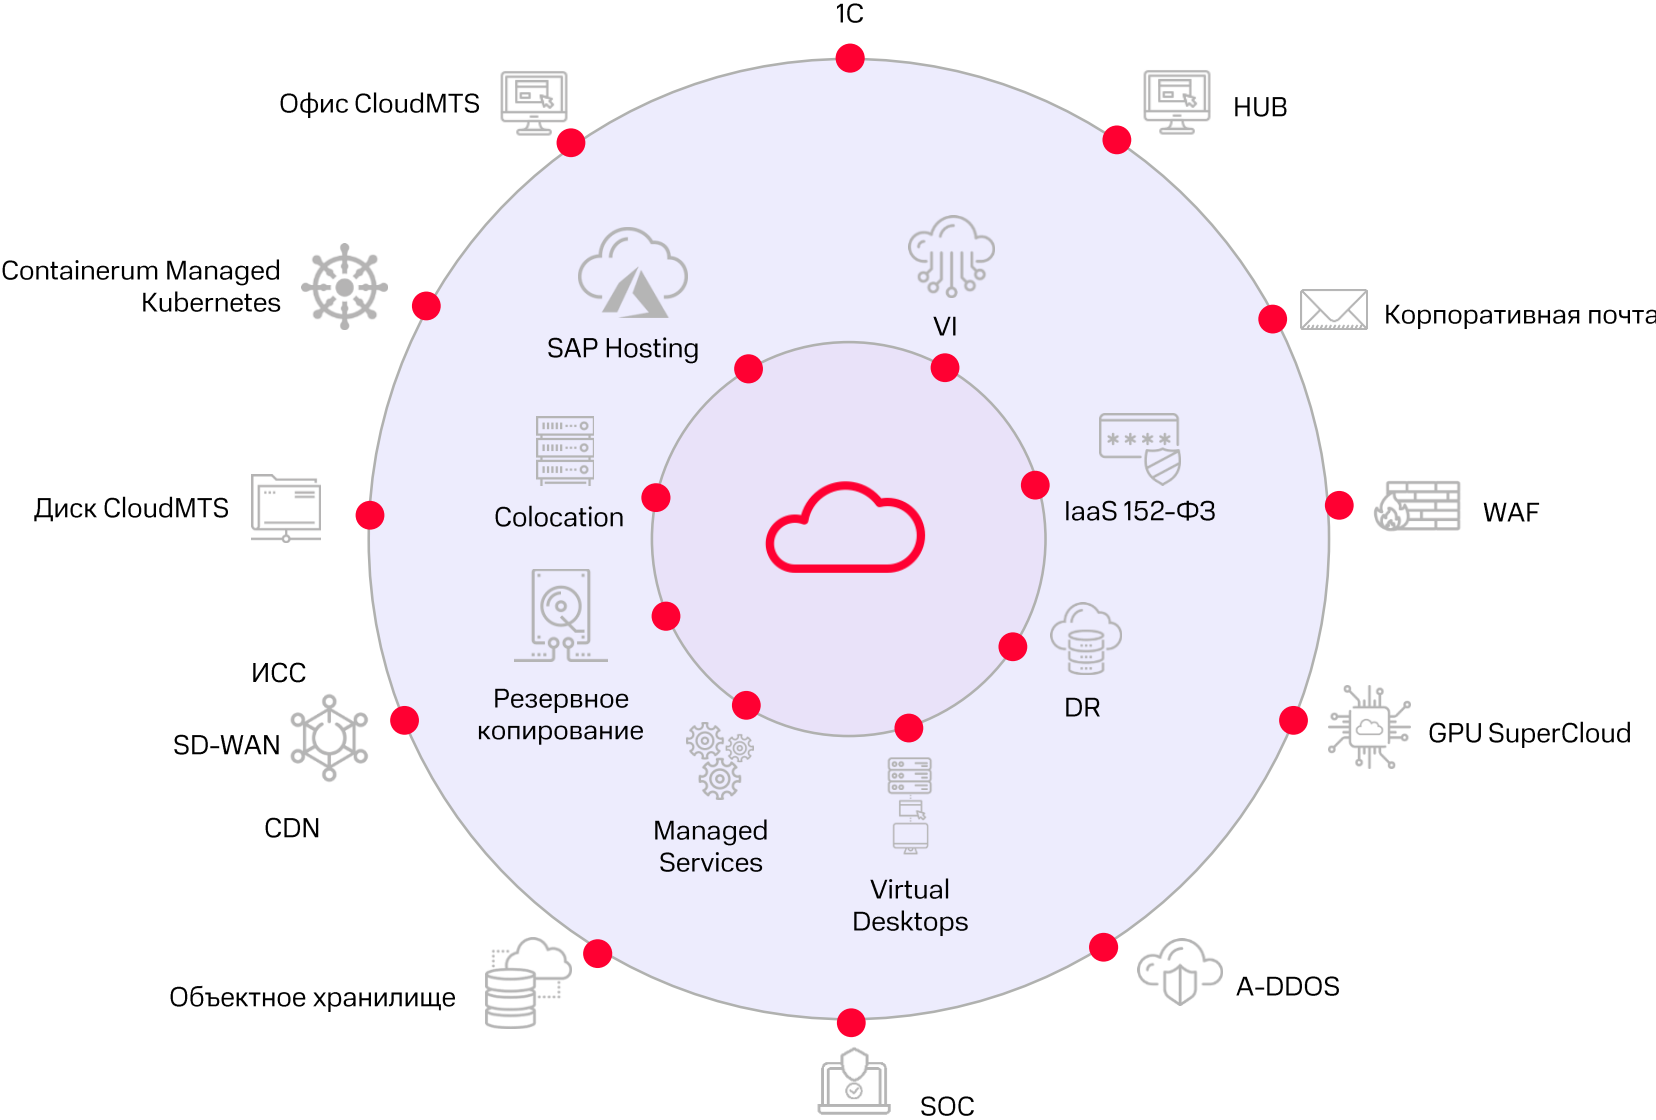 1C
Офис CloudMTS
HUB
Containerum Managed
Kubernetes
SAP Hosting
VI
Корпоративная почта
Colocation
IaaS 152-ФЗ
Диск CloudMTS
WAF
Резервное
копирование
DR
ИСС
SD-WAN
CDN
GPU SuperCloud
Managed
Services
Virtual
Desktops
Объектное хранилище
A-DDOS
SOC